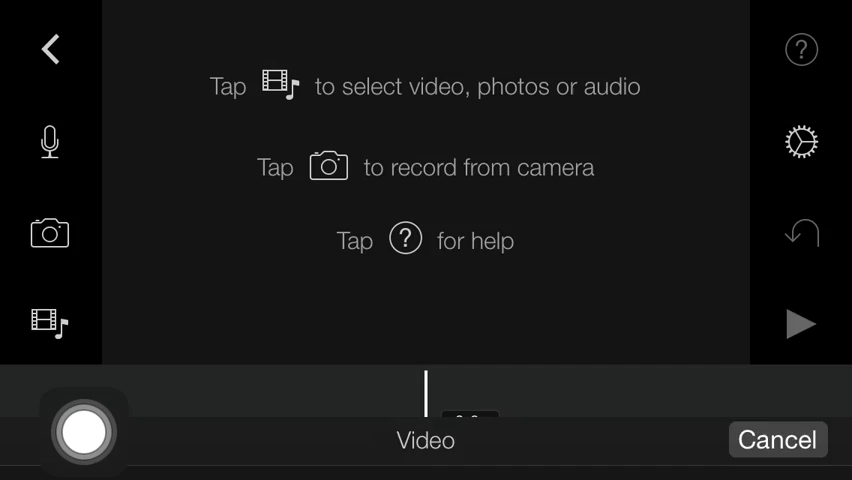 Tap to select video, photos or audio
Tap to record from camera
Tap ? for help
?
Video
Cancel